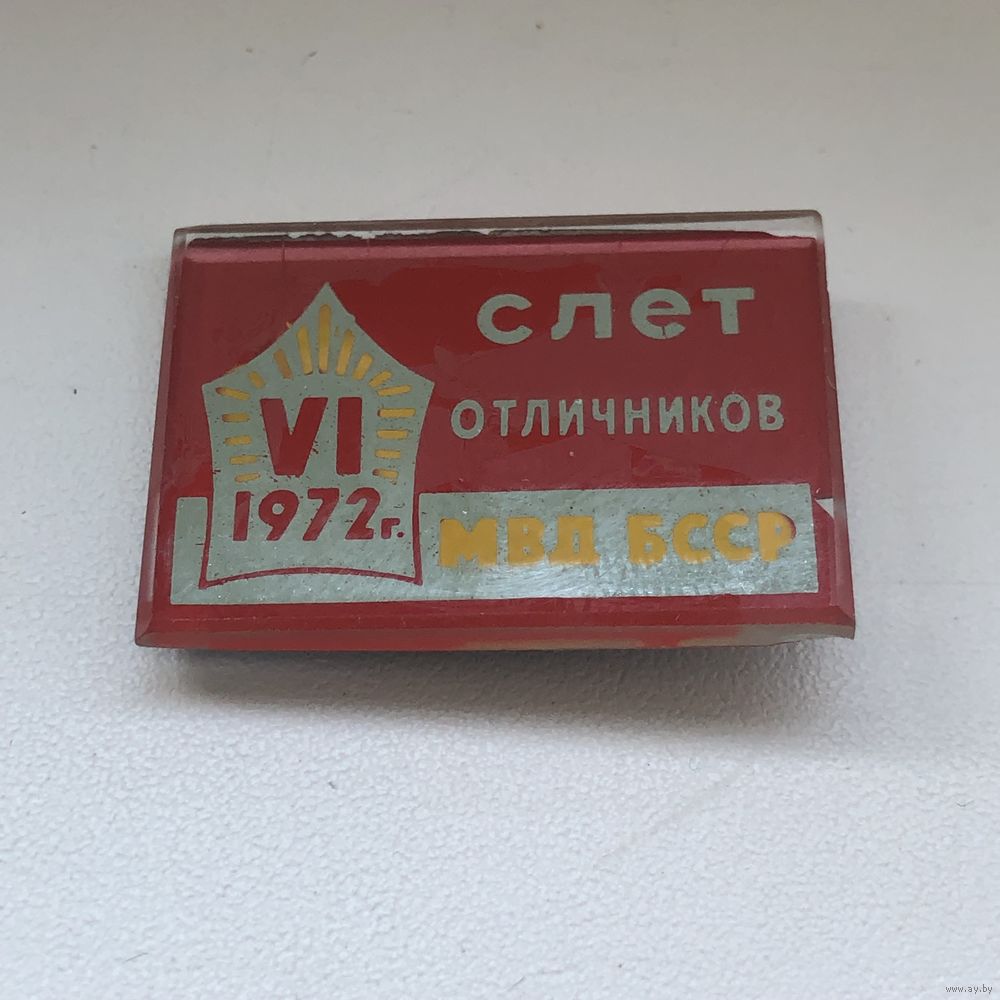 слет
отличников
VI
1972г.
МВД БССР
www.ay.by